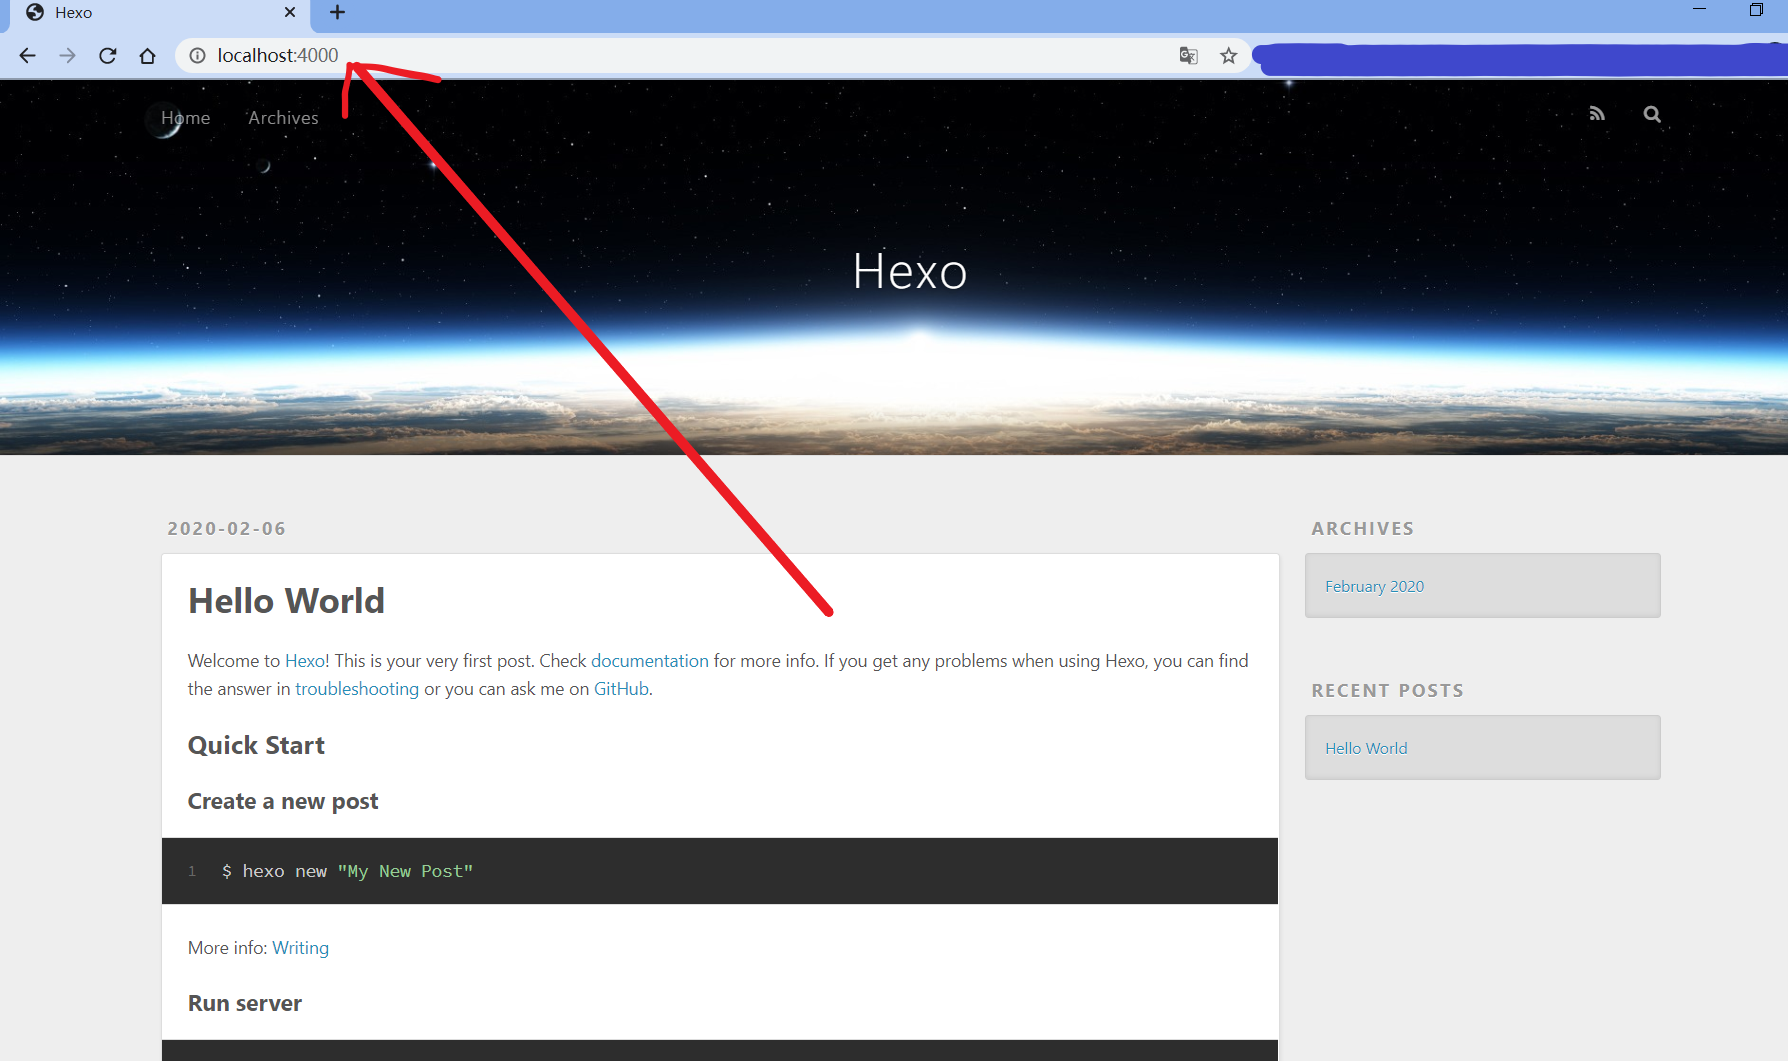 Hexo
localhost:4000
Home Archives
Hexo
2020-02-06
Hello World
Welcome to Hexo! This is your very first post. Check documentation for more info. If you get any problems when using Hexo, you can find
the answer in troubleshooting or you can ask me on GitHub.
Quick Start
Create a new post
1 $ hexo new "My New Post"
More info: Writing
Run server
ARCHIVES
February 2020
RECENT POSTS
Hello World